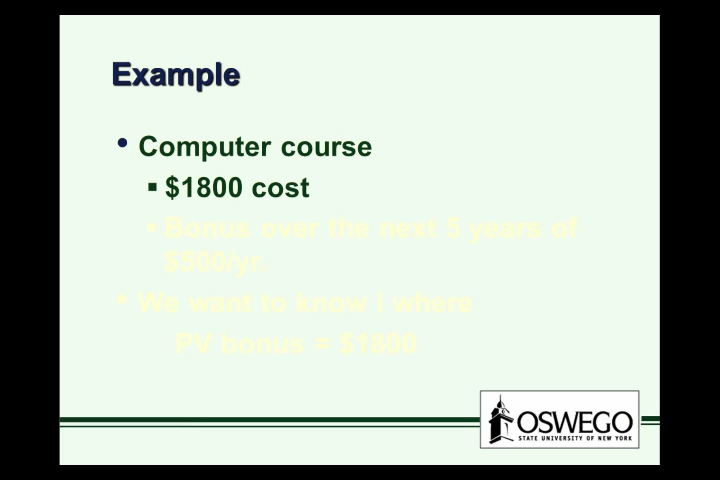 Example
• Computer course
▪ $1800 cost
▪ Bonus over the next 5 years of
$500/yr.
• We want to know i where
PV bonus = $1800
OSWEGO
STATE UNIVERSITY OF NEW YORK